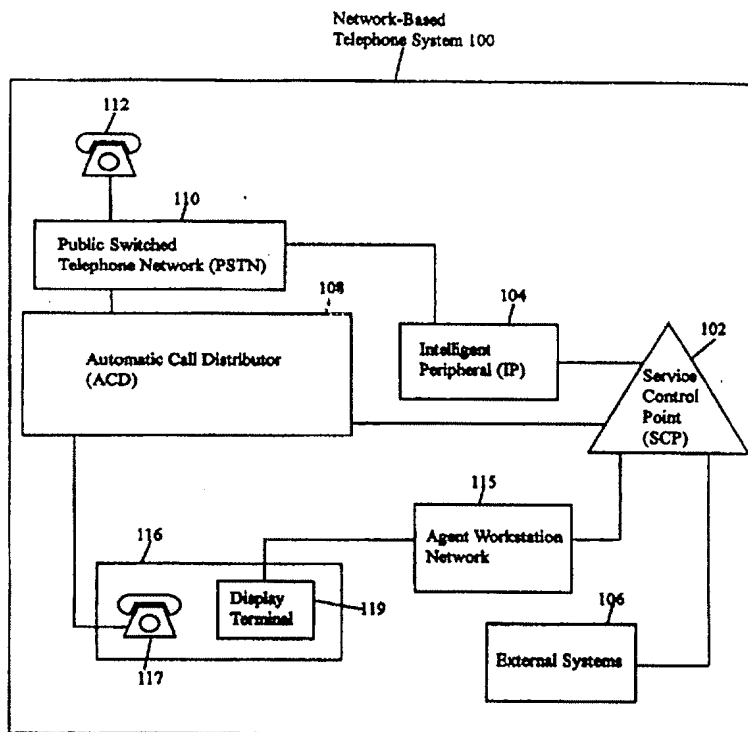 Network-Based
Telephone System 100
112
110
Public Switched
Telephone Network (PSTN)
108
Automatic Call Distributor
(ACD)
104
Intelligent
Peripheral (IP)
102
Service
Control
Point
(SCP)
115
Agent Workstation
Network
116
Display
Terminal
119
117
106
External Systems